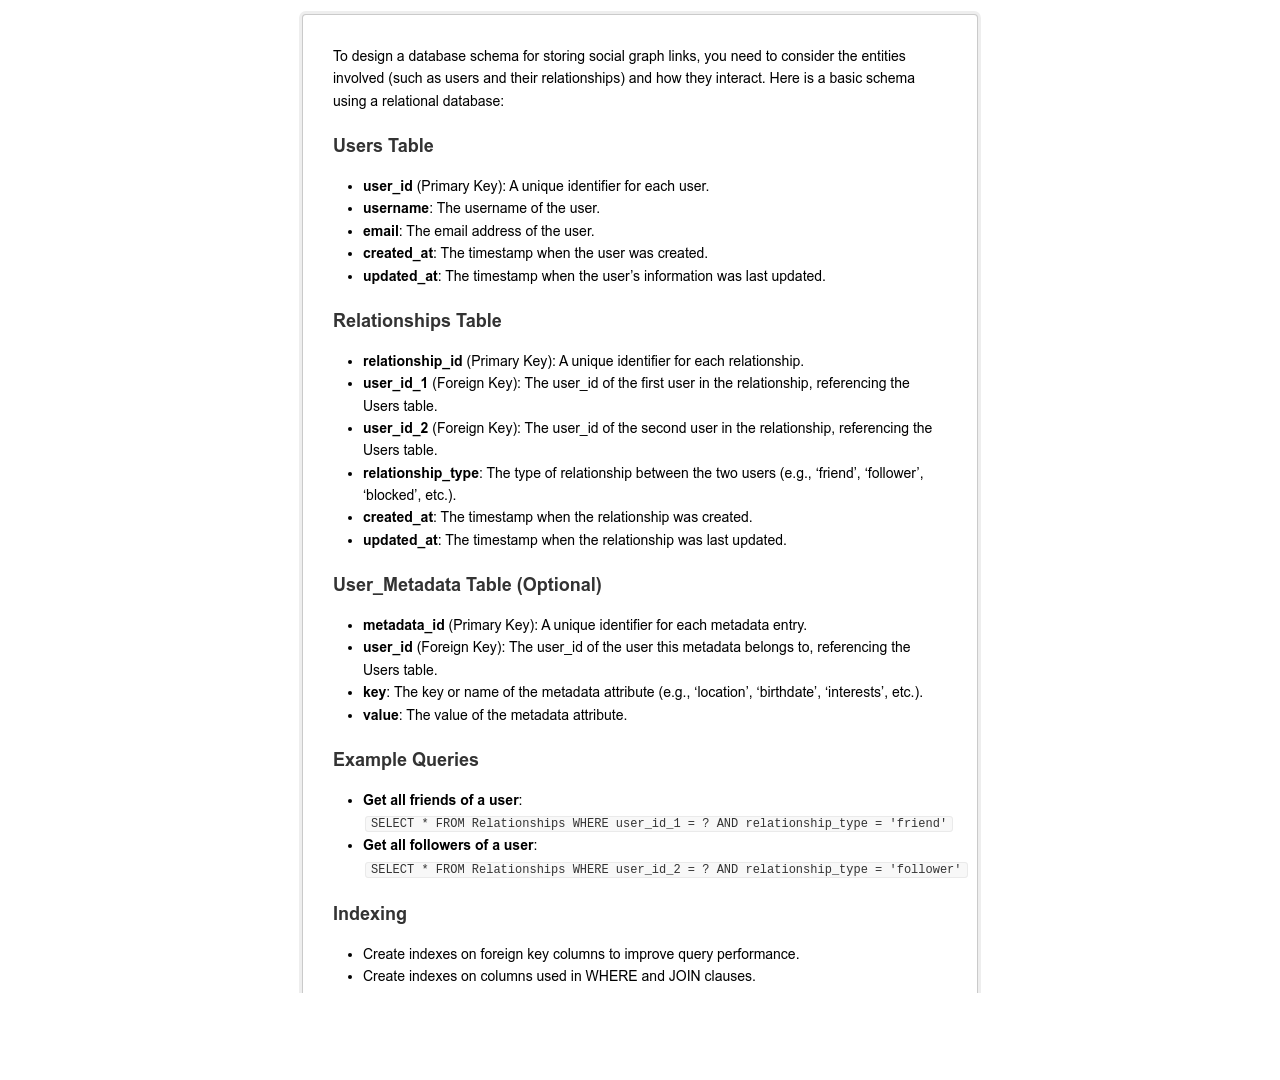 To design a database schema for storing social graph links, you need to consider the entities
involved (such as users and their relationships) and how they interact. Here is a basic schema
using a relational database:
Users Table
• user_id (Primary Key): A unique identifier for each user.
• username: The username of the user.
• email: The email address of the user.
• created_at: The timestamp when the user was created.
• updated_at: The timestamp when the user’s information was last updated.
Relationships Table
• relationship_id (Primary Key): A unique identifier for each relationship.
• user_id_1 (Foreign Key): The user_id of the first user in the relationship, referencing the
Users table.
• user_id_2 (Foreign Key): The user_id of the second user in the relationship, referencing the
Users table.
• relationship_type: The type of relationship between the two users (e.g., ‘friend’, ‘follower’,
‘blocked’, etc.).
• created_at: The timestamp when the relationship was created.
• updated_at: The timestamp when the relationship was last updated.
User_Metadata Table (Optional)
• metadata_id (Primary Key): A unique identifier for each metadata entry.
• user_id (Foreign Key): The user_id of the user this metadata belongs to, referencing the
Users table.
• key: The key or name of the metadata attribute (e.g., ‘location’, ‘birthdate’, ‘interests’, etc.).
• value: The value of the metadata attribute.
Example Queries
• Get all friends of a user:
SELECT * FROM Relationships WHERE user_id_1 = ? AND relationship_type = 'friend'
• Get all followers of a user:
SELECT * FROM Relationships WHERE user_id_2 = ? AND relationship_type = 'follower'
Indexing
• Create indexes on foreign key columns to improve query performance.
• Create indexes on columns used in WHERE and JOIN clauses.